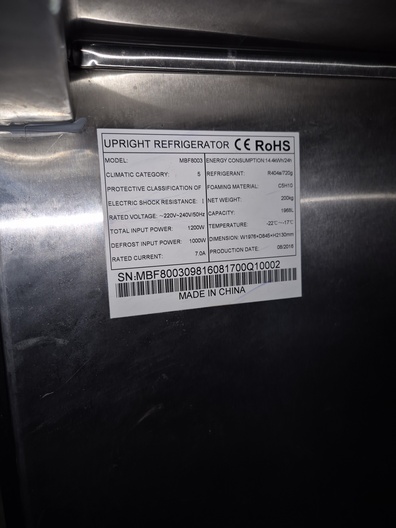 UPRIGHT REFRIGERATOR CE RoHS
MODEL: MBF8003
CLIMATIC CATEGORY: 5
PROTECTIVE CLASSIFICATION OF
ELECTRIC SHOCK RESISTANCE: I
RATED VOLTAGE: ~220V~240V/50Hz
TOTAL INPUT POWER: 1200W
DEFROST INPUT POWER: 1000W
RATED CURRENT: 7.0A
ENERGY CONSUMPTION: 14.4kWh/24h
REFRIGERANT: R404a/720g
FOAMING MATERIAL: C5H10
NET WEIGHT: 200kg
CAPACITY: 1986L
TEMPERATURE: -22℃~-17℃
DIMENSION: W1976×D845×H2130mm
PRODUCTION DATE: 08/2016
SN:MBF800309816081700Q10002
MADE IN CHINA